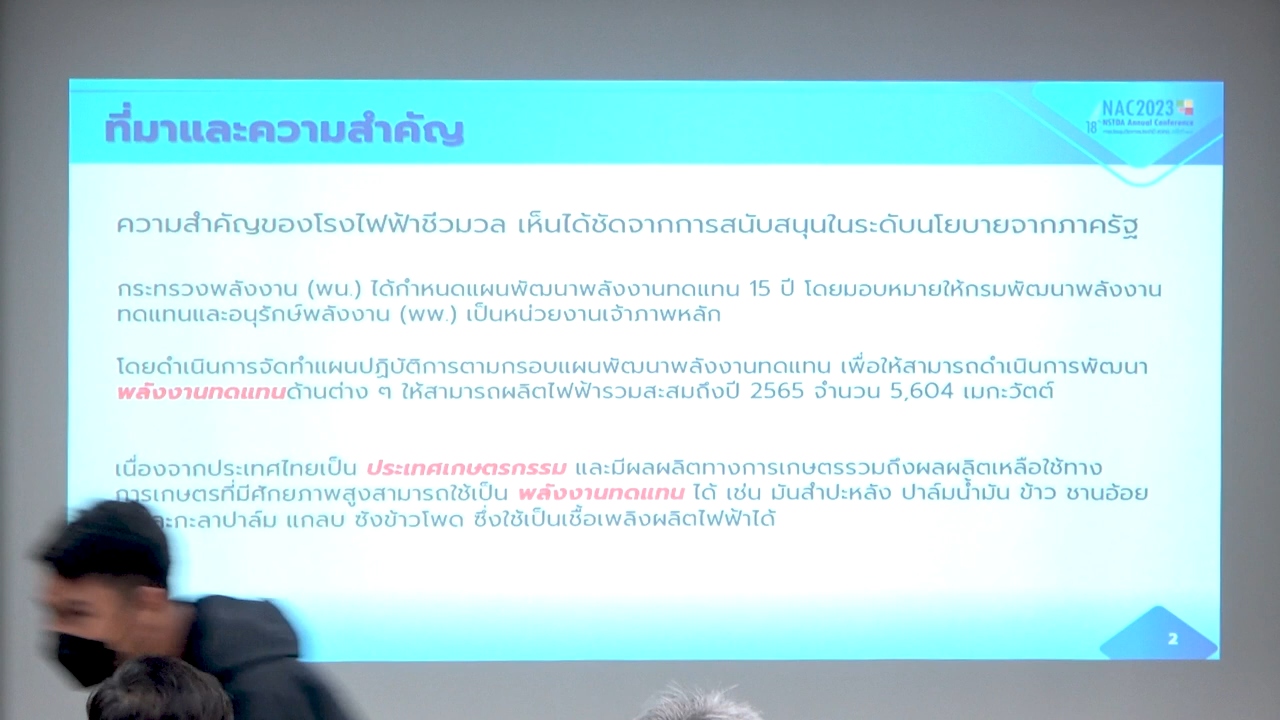 ที่มาและความสำคัญ
NAC2023
18
NSTDA Annual Conference
ความสำคัญของโรงไฟฟ้าชีวมวล เห็นได้ชัดจากการสนับสนุนในระดับนโยบายจากภาครัฐ
กระทรวงพลังงาน (พน.) ได้กำหนดแผนพัฒนาพลังงานทดแทน 15 ปี โดยมอบหมายให้กรมพัฒนาพลังงาน
ทดแทนและอนุรักษ์พลังงาน (พพ.) เป็นหน่วยงานเจ้าภาพหลัก
โดยดำเนินการจัดทำแผนปฏิบัติการตามกรอบแผนพัฒนาพลังงานทดแทน เพื่อให้สามารถดำเนินการพัฒนา
พลังงานทดแทนด้านต่าง ๆ ให้สามารถผลิตไฟฟ้ารวมสะสมถึงปี 2565 จำนวน 5,604 เมกะวัตต์
เนื่องจากประเทศไทยเป็น ประเทศเกษตรกรรม และมีผลผลิตทางการเกษตรรวมถึงผลผลิตเหลือใช้ทาง
การเกษตรที่มีศักยภาพสูงสามารถใช้เป็น พลังงานทดแทน ได้ เช่น มันสำปะหลัง ปาล์มน้ำมัน ข้าว ชานอ้อย
ละกะลาปาล์ม แกลบ ซังข้าวโพด ซึ่งใช้เป็นเชื้อเพลิงผลิตไฟฟ้าได้
2